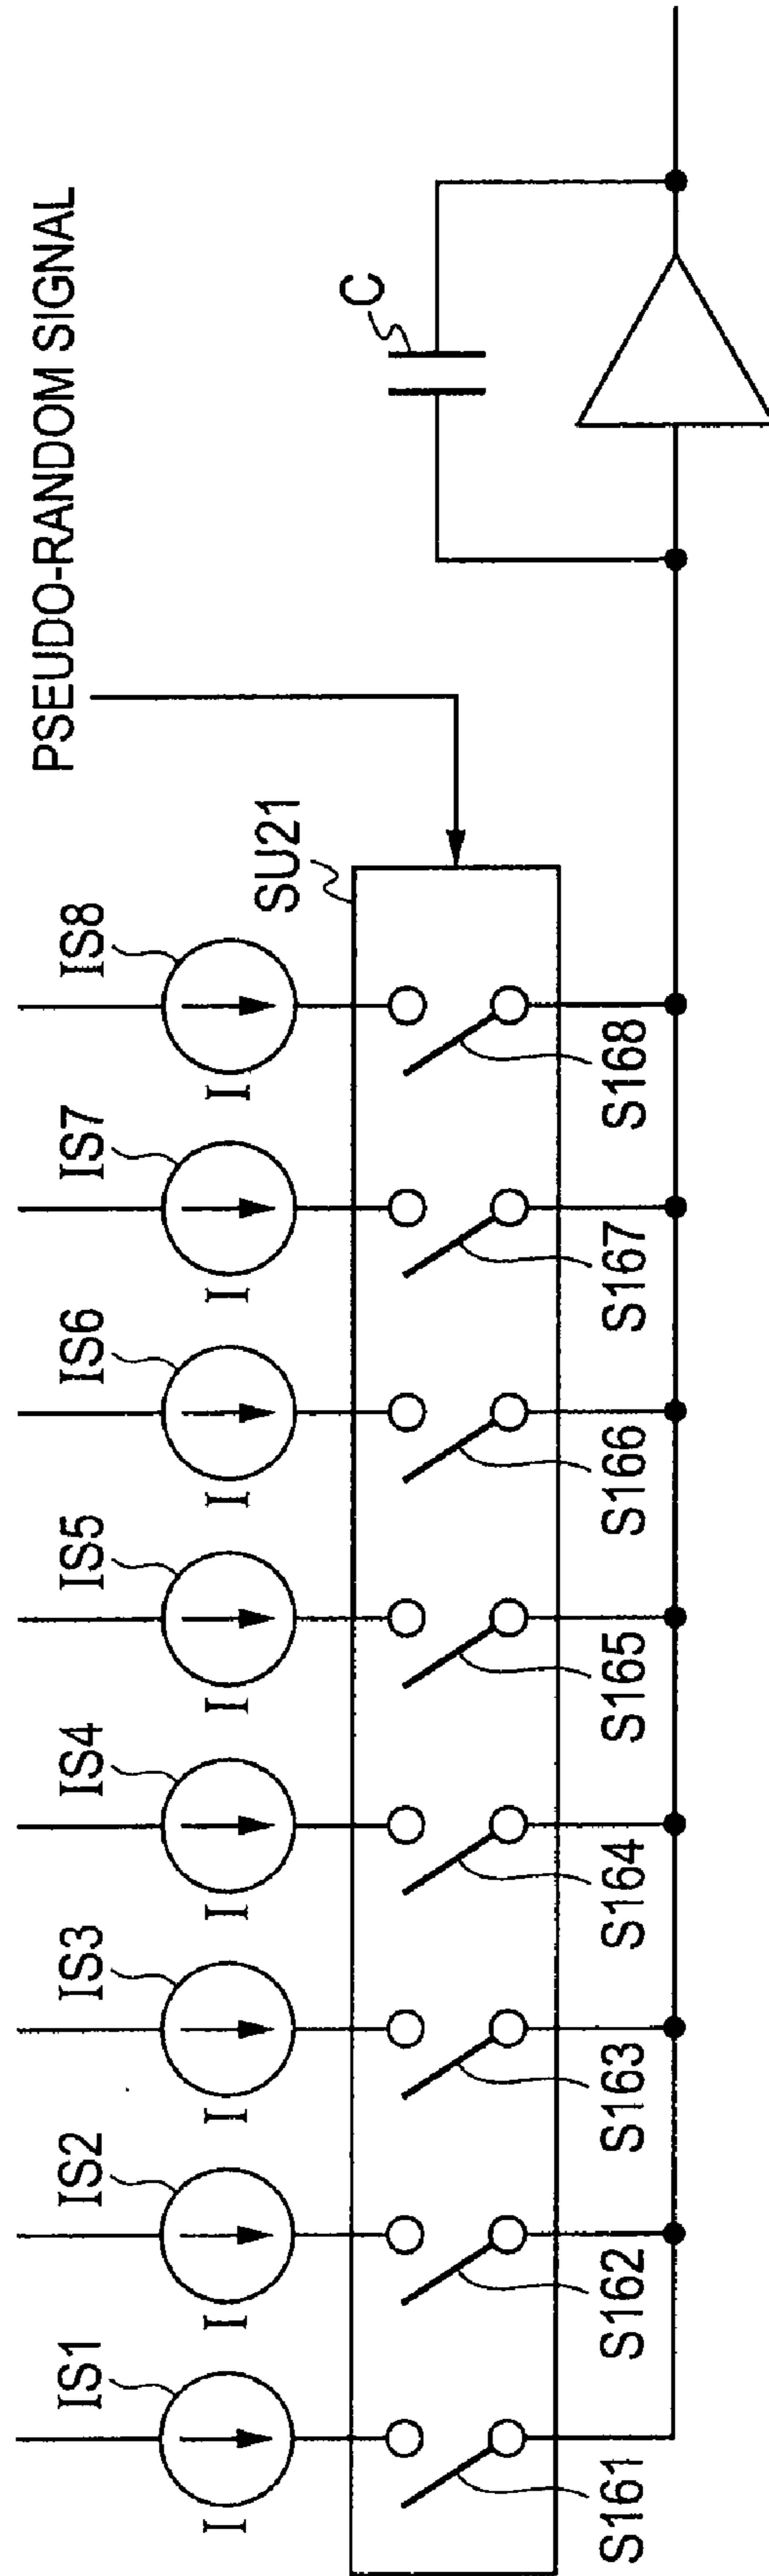 PSEUDO-RANDOM SIGNAL
C
SU21
IS1
IS2
IS3
IS4
IS5
IS6
IS7
IS8
I
I
I
I
I
I
I
I
S161
S162
S163
S164
S165
S166
S167
S168